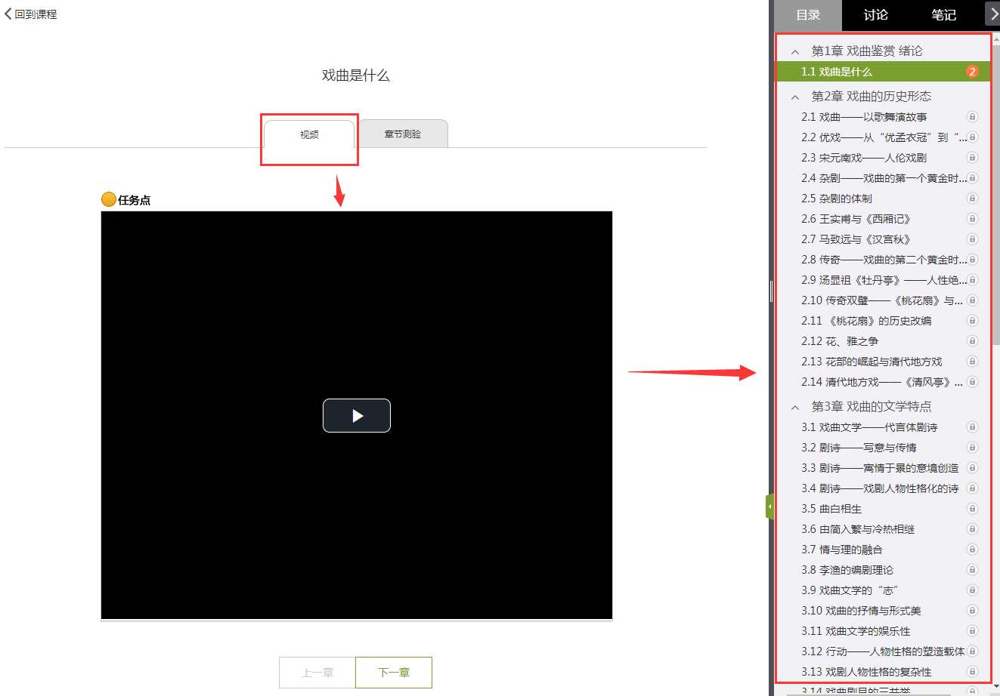 回到课程
戏曲是什么
视频
章节测验
任务点
上一章
下一章
目录
讨论
笔记
第1章 戏曲鉴赏 绪论
1.1 戏曲是什么
2
第2章 戏曲的历史形态
2.1 戏曲——以歌舞演故事
2.2 优戏——从“优孟衣冠”到“...
2.3 宋元南戏——人伦戏剧
2.4 杂剧——戏曲的第一个黄金时...
2.5 杂剧的体制
2.6 王实甫与《西厢记》
2.7 马致远与《汉宫秋》
2.8 传奇——戏曲的第二个黄金时...
2.9 汤显祖《牡丹亭》——人性绝...
2.10 传奇双璧——《桃花扇》与...
2.11 《桃花扇》的历史改编
2.12 花、雅之争
2.13 花部的崛起与清代地方戏
2.14 清代地方戏——《清风亭》...
第3章 戏曲的文学特点
3.1 戏曲文学——代言体剧诗
3.2 剧诗——写意与传情
3.3 剧诗——寓情于景的意境创造
3.4 剧诗——戏剧人物性格化的诗
3.5 曲白相生
3.6 由简入繁与冷热相继
3.7 情与理的融合
3.8 李渔的编剧理论
3.9 戏曲文学的“志”
3.10 戏曲的抒情与形式美
3.11 戏曲文学的娱乐性
3.12 行动——人物性格的塑造载体
3.13 戏剧人物性格的复杂性
3.14 戏曲剧目的三并举